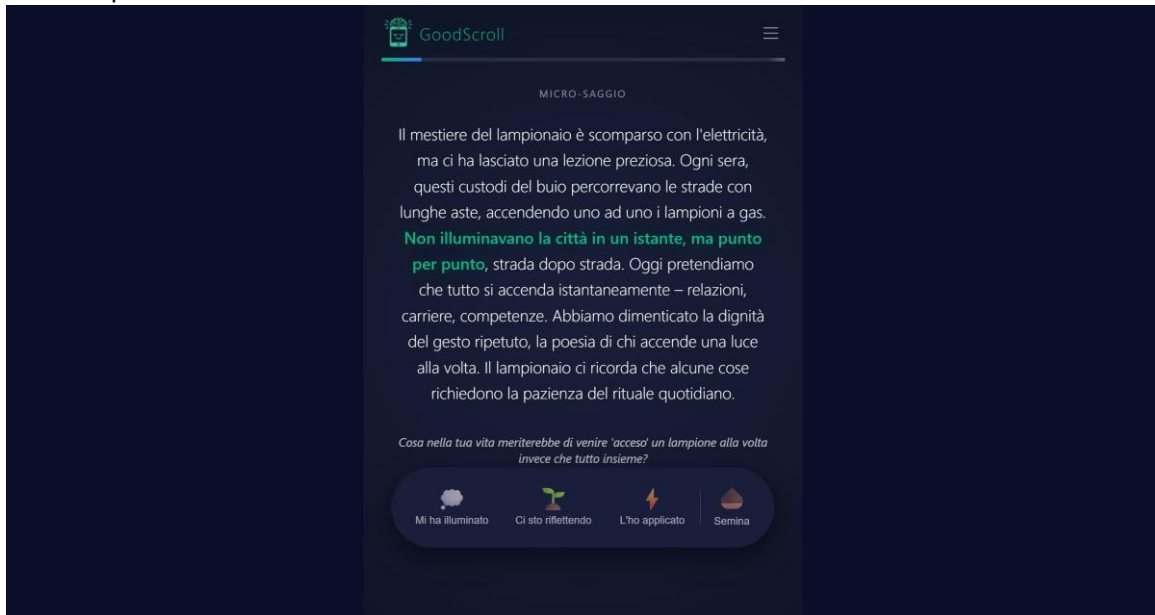 GoodScroll
MICRO-SAGGIO
Il mestiere del lampionaio è scomparso con l'elettricità,
ma ci ha lasciato una lezione preziosa. Ogni sera,
questi custodi del buio percorrevano le strade con
lunghe aste, accendendo uno ad uno i lampioni a gas.
Non illuminavano la città in un istante, ma punto
per punto, strada dopo strada. Oggi pretendiamo
che tutto si accenda istantaneamente – relazioni,
carriere, competenze. Abbiamo dimenticato la dignità
del gesto ripetuto, la poesia di chi accende una luce
alla volta. Il lampionaio ci ricorda che alcune cose
richiedono la pazienza del rituale quotidiano.
Cosa nella tua vita meriterebbe di venire 'acceso' un lampione alla volta
invece che tutto insieme?
Mi ha illuminato Ci sto riflettendo L'ho applicato Semina